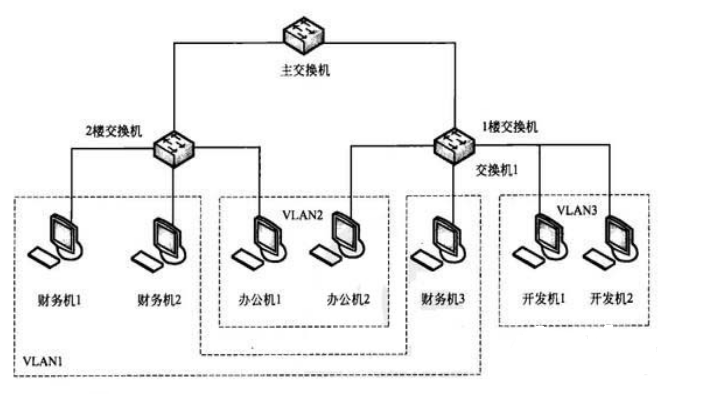 主交换机
2楼交换机
1楼交换机
交换机1
VLAN2
VLAN3
财务机1
财务机2
办公机1
办公机2
财务机3
开发机1
开发机2
VLAN1